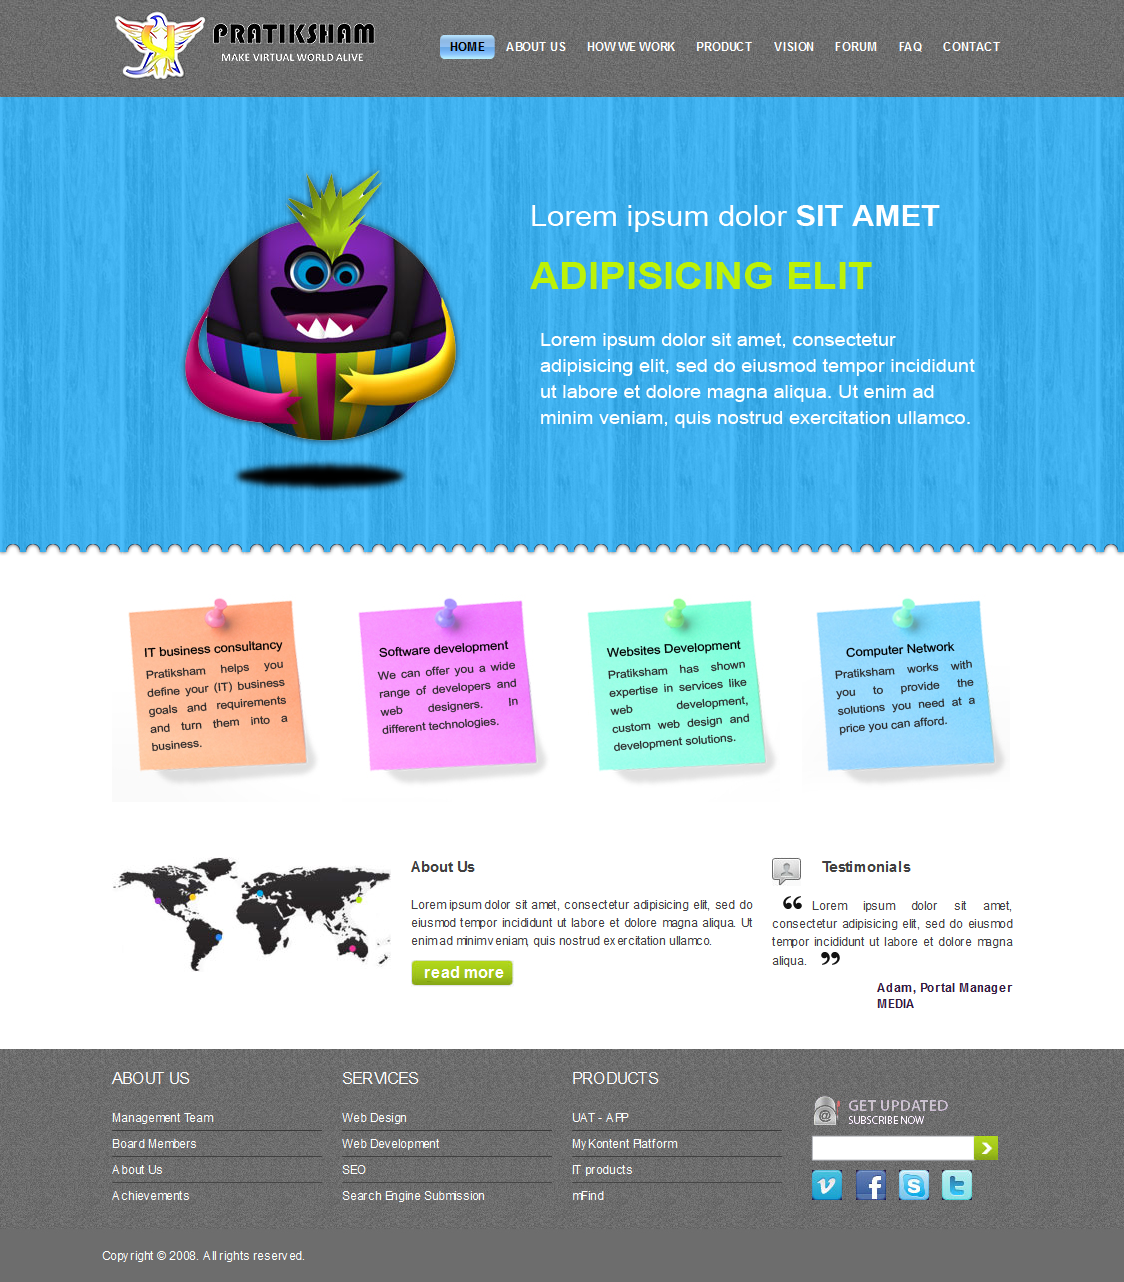 PRATIKSHAM
MAKE VIRTUAL WORLD ALIVE
HOME ABOUT US HOW WE WORK PRODUCT VISION FORUM FAQ CONTACT
Lorem ipsum dolor SIT AMET
ADIPISICING ELIT
Lorem ipsum dolor sit amet, consectetur
adipisicing elit, sed do eiusmod tempor incididunt
ut labore et dolore magna aliqua. Ut enim ad
minim veniam, quis nostrud exercitation ullamco.
IT business consultancy
Pratiksham helps you
define your (IT) business
goals and requirements
and turn them into a
business.
Software development
We can offer you a wide
range of developers and
web designers. In
different technologies.
Websites Development
Pratiksham has shown
expertise in services like
web development,
custom web design and
development solutions.
Computer Network
Pratiksham works with
you to provide the
solutions you need at a
price you can afford.
About Us
Lorem ipsum dolor sit amet, consectetur adipisicing elit, sed do
eiusmod tempor incididunt ut labore et dolore magna aliqua. Ut
enim ad minim veniam, quis nostrud exercitation ullamco.
read more
Testimonials
“ Lorem ipsum dolor sit amet,
consectetur adipisicing elit, sed do eiusmod
tempor incididunt ut labore et dolore magna
aliqua. ”
Adam, Portal Manager
MEDIA
ABOUT US
Management Team
Board Members
About Us
Achievements
SERVICES
Web Design
Web Development
SEO
Search Engine Submission
PRODUCTS
UAT - APP
MyKontent Platform
IT products
mFind
GET UPDATED
SUBSCRIBE NOW
Copyright © 2008. All rights reserved.